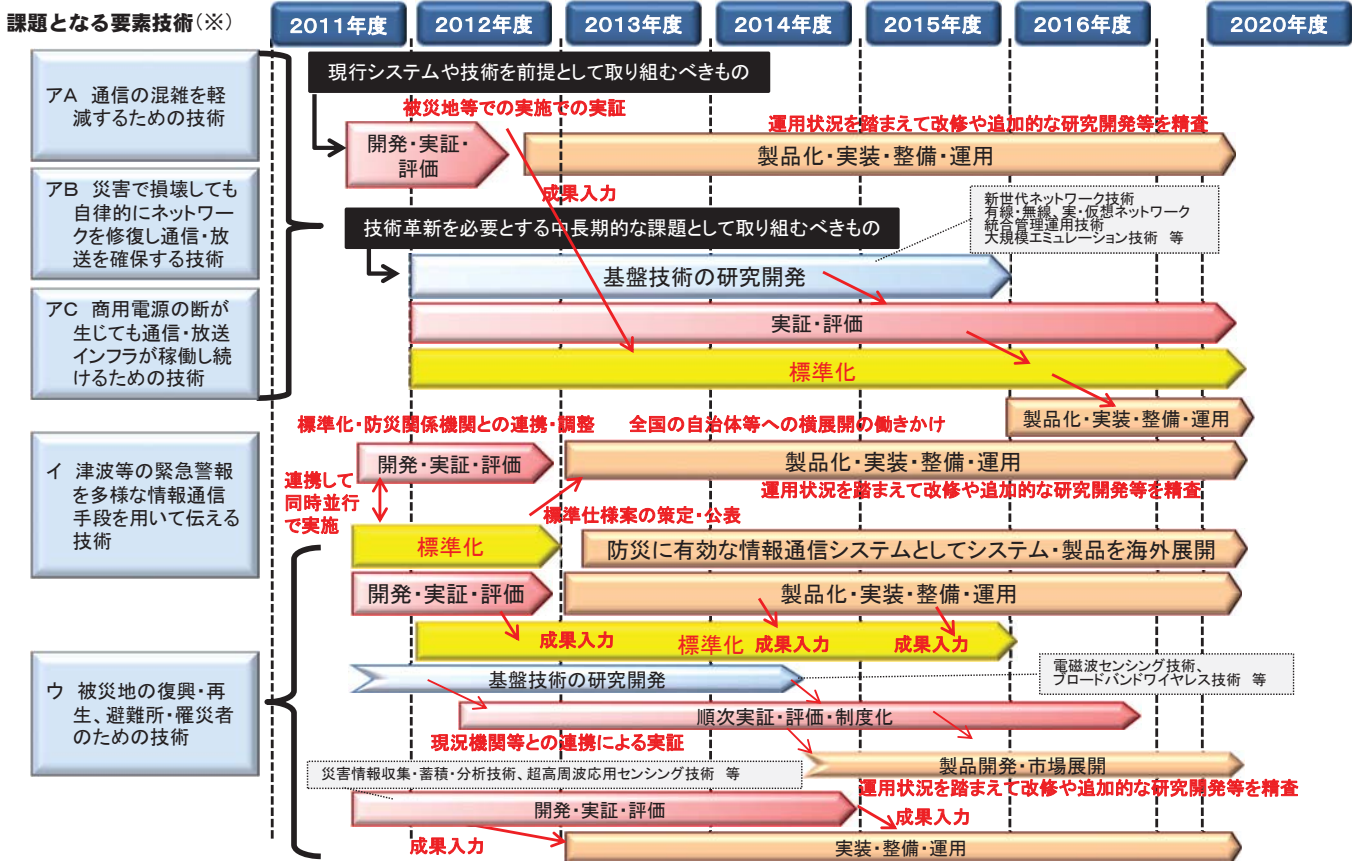 課題となる要素技術(※)
2011年度
2012年度
2013年度
2014年度
2015年度
2016年度
2020年度
アA 通信の混雑を軽
減するための技術
アB 災害で損壊しても
自律的にネットワー
クを修復し通信・放
送を確保する技術
アC 商用電源の断が
生じても通信・放送
インフラが稼働し続
けるための技術
現行システムや技術を前提として取り組むべきもの
被災地等での実施での実証
運用状況を踏まえて改修や追加的な研究開発等を精査
開発・実証・
評価
製品化・実装・整備・運用
成果入力
新世代ネットワーク技術
有線・無線、実・仮想ネットワーク
統合管理運用技術
大規模エミュレーション技術 等
技術革新を必要とする中長期的な課題として取り組むべきもの
基盤技術の研究開発
実証・評価
標準化
製品化・実装・整備・運用
イ 津波等の緊急警報
を多様な情報通信
手段を用いて伝える
技術
標準化・防災関係機関との連携・調整
全国の自治体等への横展開の働きかけ
開発・実証・評価
製品化・実装・整備・運用
連携して
同時並行
で実施
運用状況を踏まえて改修や追加的な研究開発等を精査
標準仕様案の策定・公表
標準化
防災に有効な情報通信システムとしてシステム・製品を海外展開
ウ 被災地の復興・再
生、避難所・罹災者
のための技術
開発・実証・評価
製品化・実装・整備・運用
成果入力
標準化
成果入力
成果入力
基盤技術の研究開発
電磁波センシング技術、
ブロードバンドワイヤレス技術 等
順次実証・評価・制度化
現況機関等との連携による実証
製品開発・市場展開
災害情報収集・蓄積・分析技術、超高周波応用センシング技術 等
運用状況を踏まえて改修や追加的な研究開発等を精査
開発・実証・評価
成果入力
成果入力
実装・整備・運用